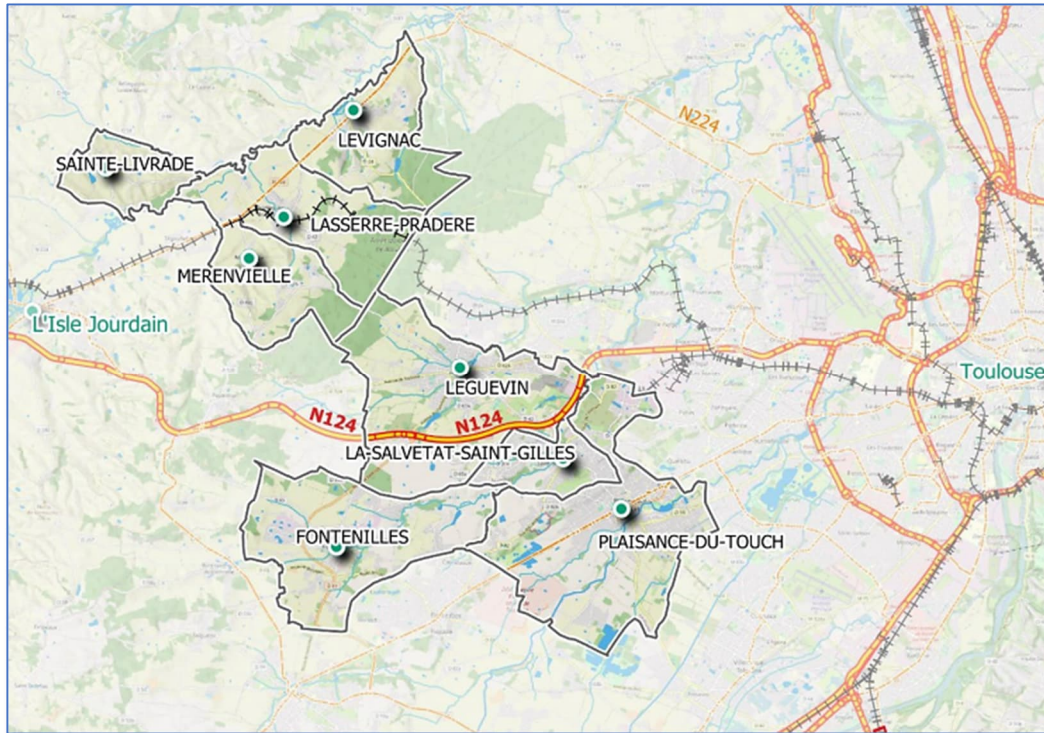 LEVIGNAC
N224
SAINTE-LIVRADE
LASSERRE-PRADERE
MERENVIELLE
L'Isle Jourdain
Toulouse
LEGUEVIN
N124
N124
LA-SALVETAT-SAINT-GILLES
FONTENILLES
PLAISANCE-DU-TOUCH